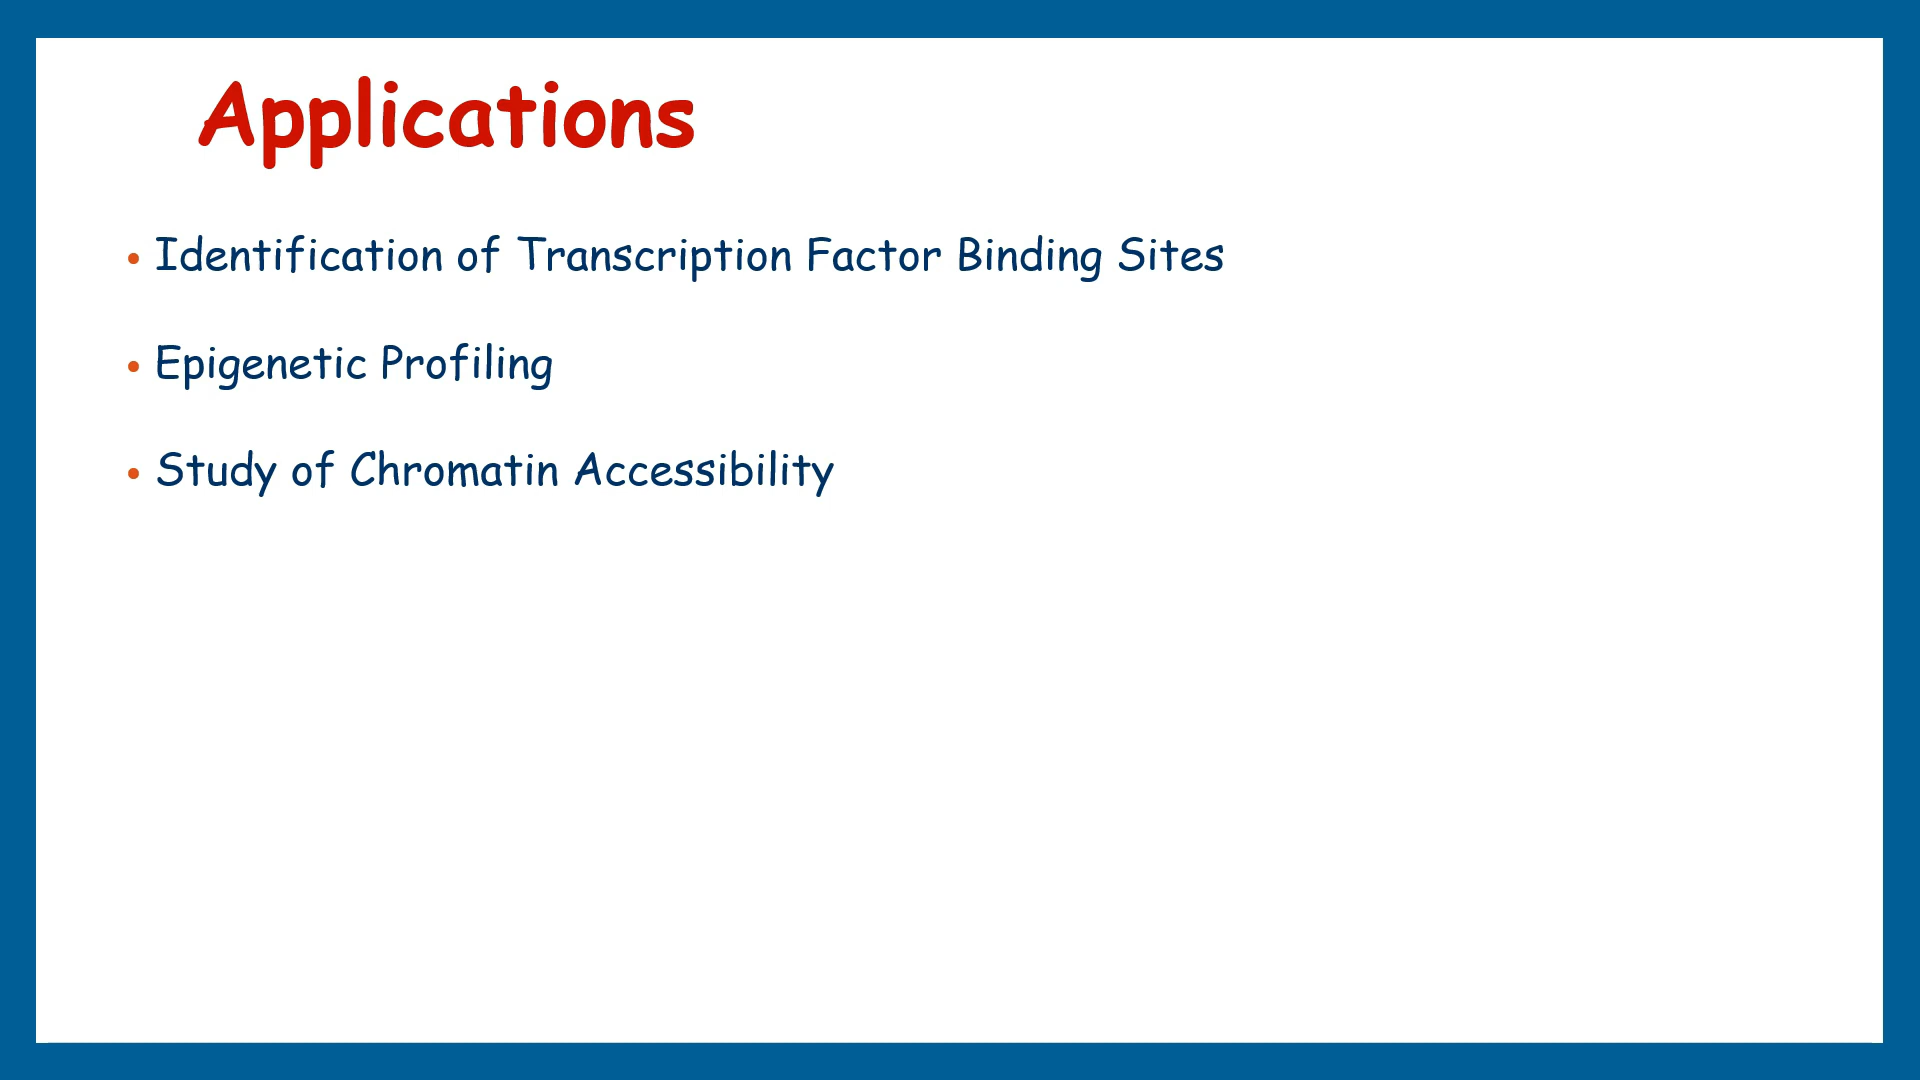 Applications
• Identification of Transcription Factor Binding Sites
• Epigenetic Profiling
• Study of Chromatin Accessibility